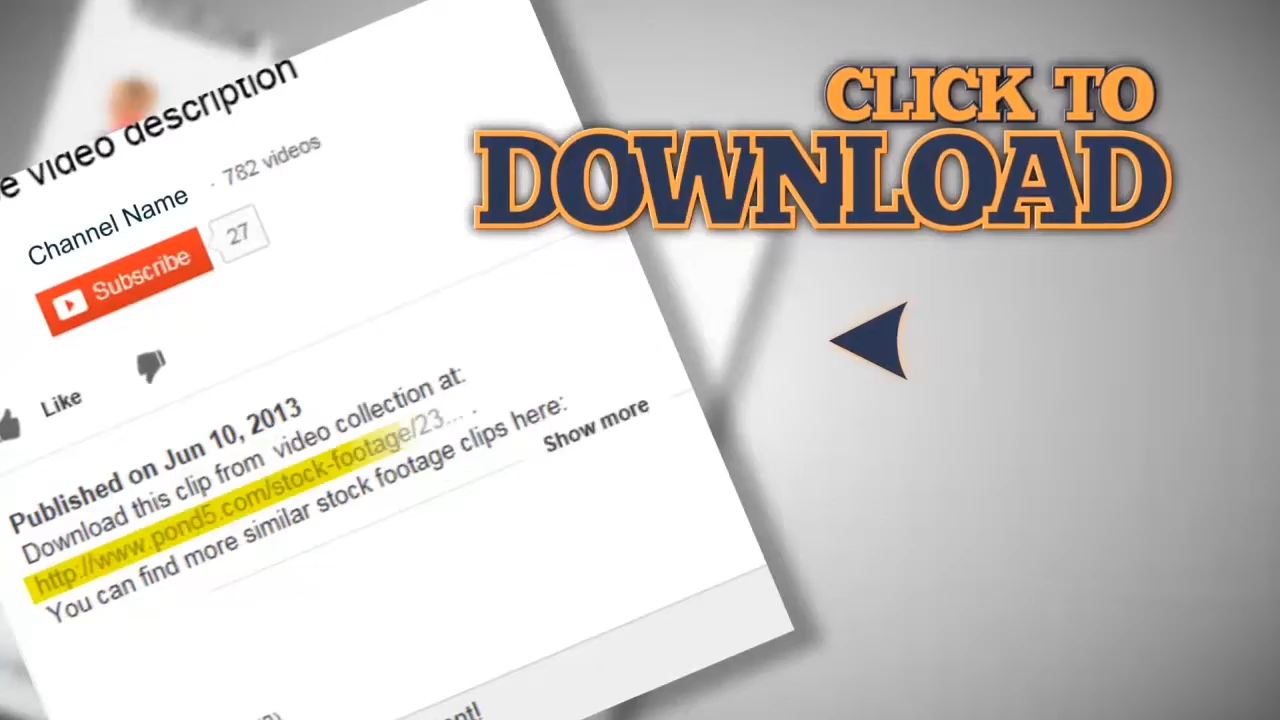 CLICK TO
DOWNLOAD
e video description
Channel Name · 782 videos
Subscribe 27
Like
Published on Jun 10, 2013
Download this clip from video collection at:
http://www.pond5.com/stock-footage/23... .
You can find more similar stock footage clips here:
Show more